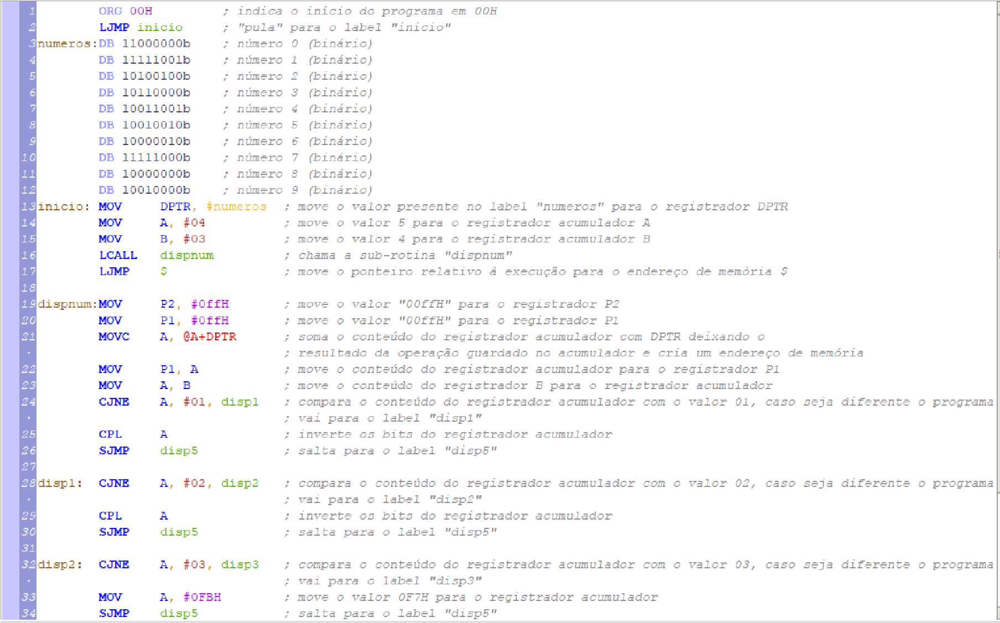 1 ORG 00H ; indica o início do programa em 00H
2 LJMP inicio ; "pula" para o label "inicio"
3 numeros:DB 11000000b ; número 0 (binário)
4 DB 11111001b ; número 1 (binário)
5 DB 10100100b ; número 2 (binário)
6 DB 10110000b ; número 3 (binário)
7 DB 10011001b ; número 4 (binário)
8 DB 10010010b ; número 5 (binário)
9 DB 10000010b ; número 6 (binário)
10 DB 11111000b ; número 7 (binário)
11 DB 10000000b ; número 8 (binário)
12 DB 10010000b ; número 9 (binário)
13 inicio: MOV DPTR, #numeros ; move o valor presente no label "numeros" para o registrador DPTR
14 MOV A, #04 ; move o valor 5 para o registrador acumulador A
15 MOV B, #03 ; move o valor 4 para o registrador acumulador B
16 LCALL dispnum ; chama a sub-rotina "dispnum"
17 LJMP $ ; move o ponteiro relativo à execução para o endereço de memória $
18
19 dispnum:MOV P2, #0ffH ; move o valor "00ffH" para o registrador P2
20 MOV P1, #0ffH ; move o valor "00ffH" para o registrador P1
21 MOVC A, @A+DPTR ; soma o conteúdo do registrador acumulador com DPTR deixando o
· ; resultado da operação guardado no acumulador e cria um endereço de memória
22 MOV P1, A ; move o conteúdo do registrador acumulador para o registrador P1
23 MOV A, B ; move o conteúdo do registrador B para o registrador acumulador
24 CJNE A, #01, disp1 ; compara o conteúdo do registrador acumulador com o valor 01, caso seja diferente o programa
· ; vai para o label "disp1"
25 CPL A ; inverte os bits do registrador acumulador
26 SJMP disp5 ; salta para o label "disp5"
27
28 disp1: CJNE A, #02, disp2 ; compara o conteúdo do registrador acumulador com o valor 02, caso seja diferente o programa
· ; vai para o label "disp2"
29 CPL A ; inverte os bits do registrador acumulador
30 SJMP disp5 ; salta para o label "disp5"
31
32 disp2: CJNE A, #03, disp3 ; compara o conteúdo do registrador acumulador com o valor 03, caso seja diferente o programa
· ; vai para o label "disp3"
33 MOV A, #0FBH ; move o valor 0F7H para o registrador acumulador
34 SJMP disp5 ; salta para o label "disp5"